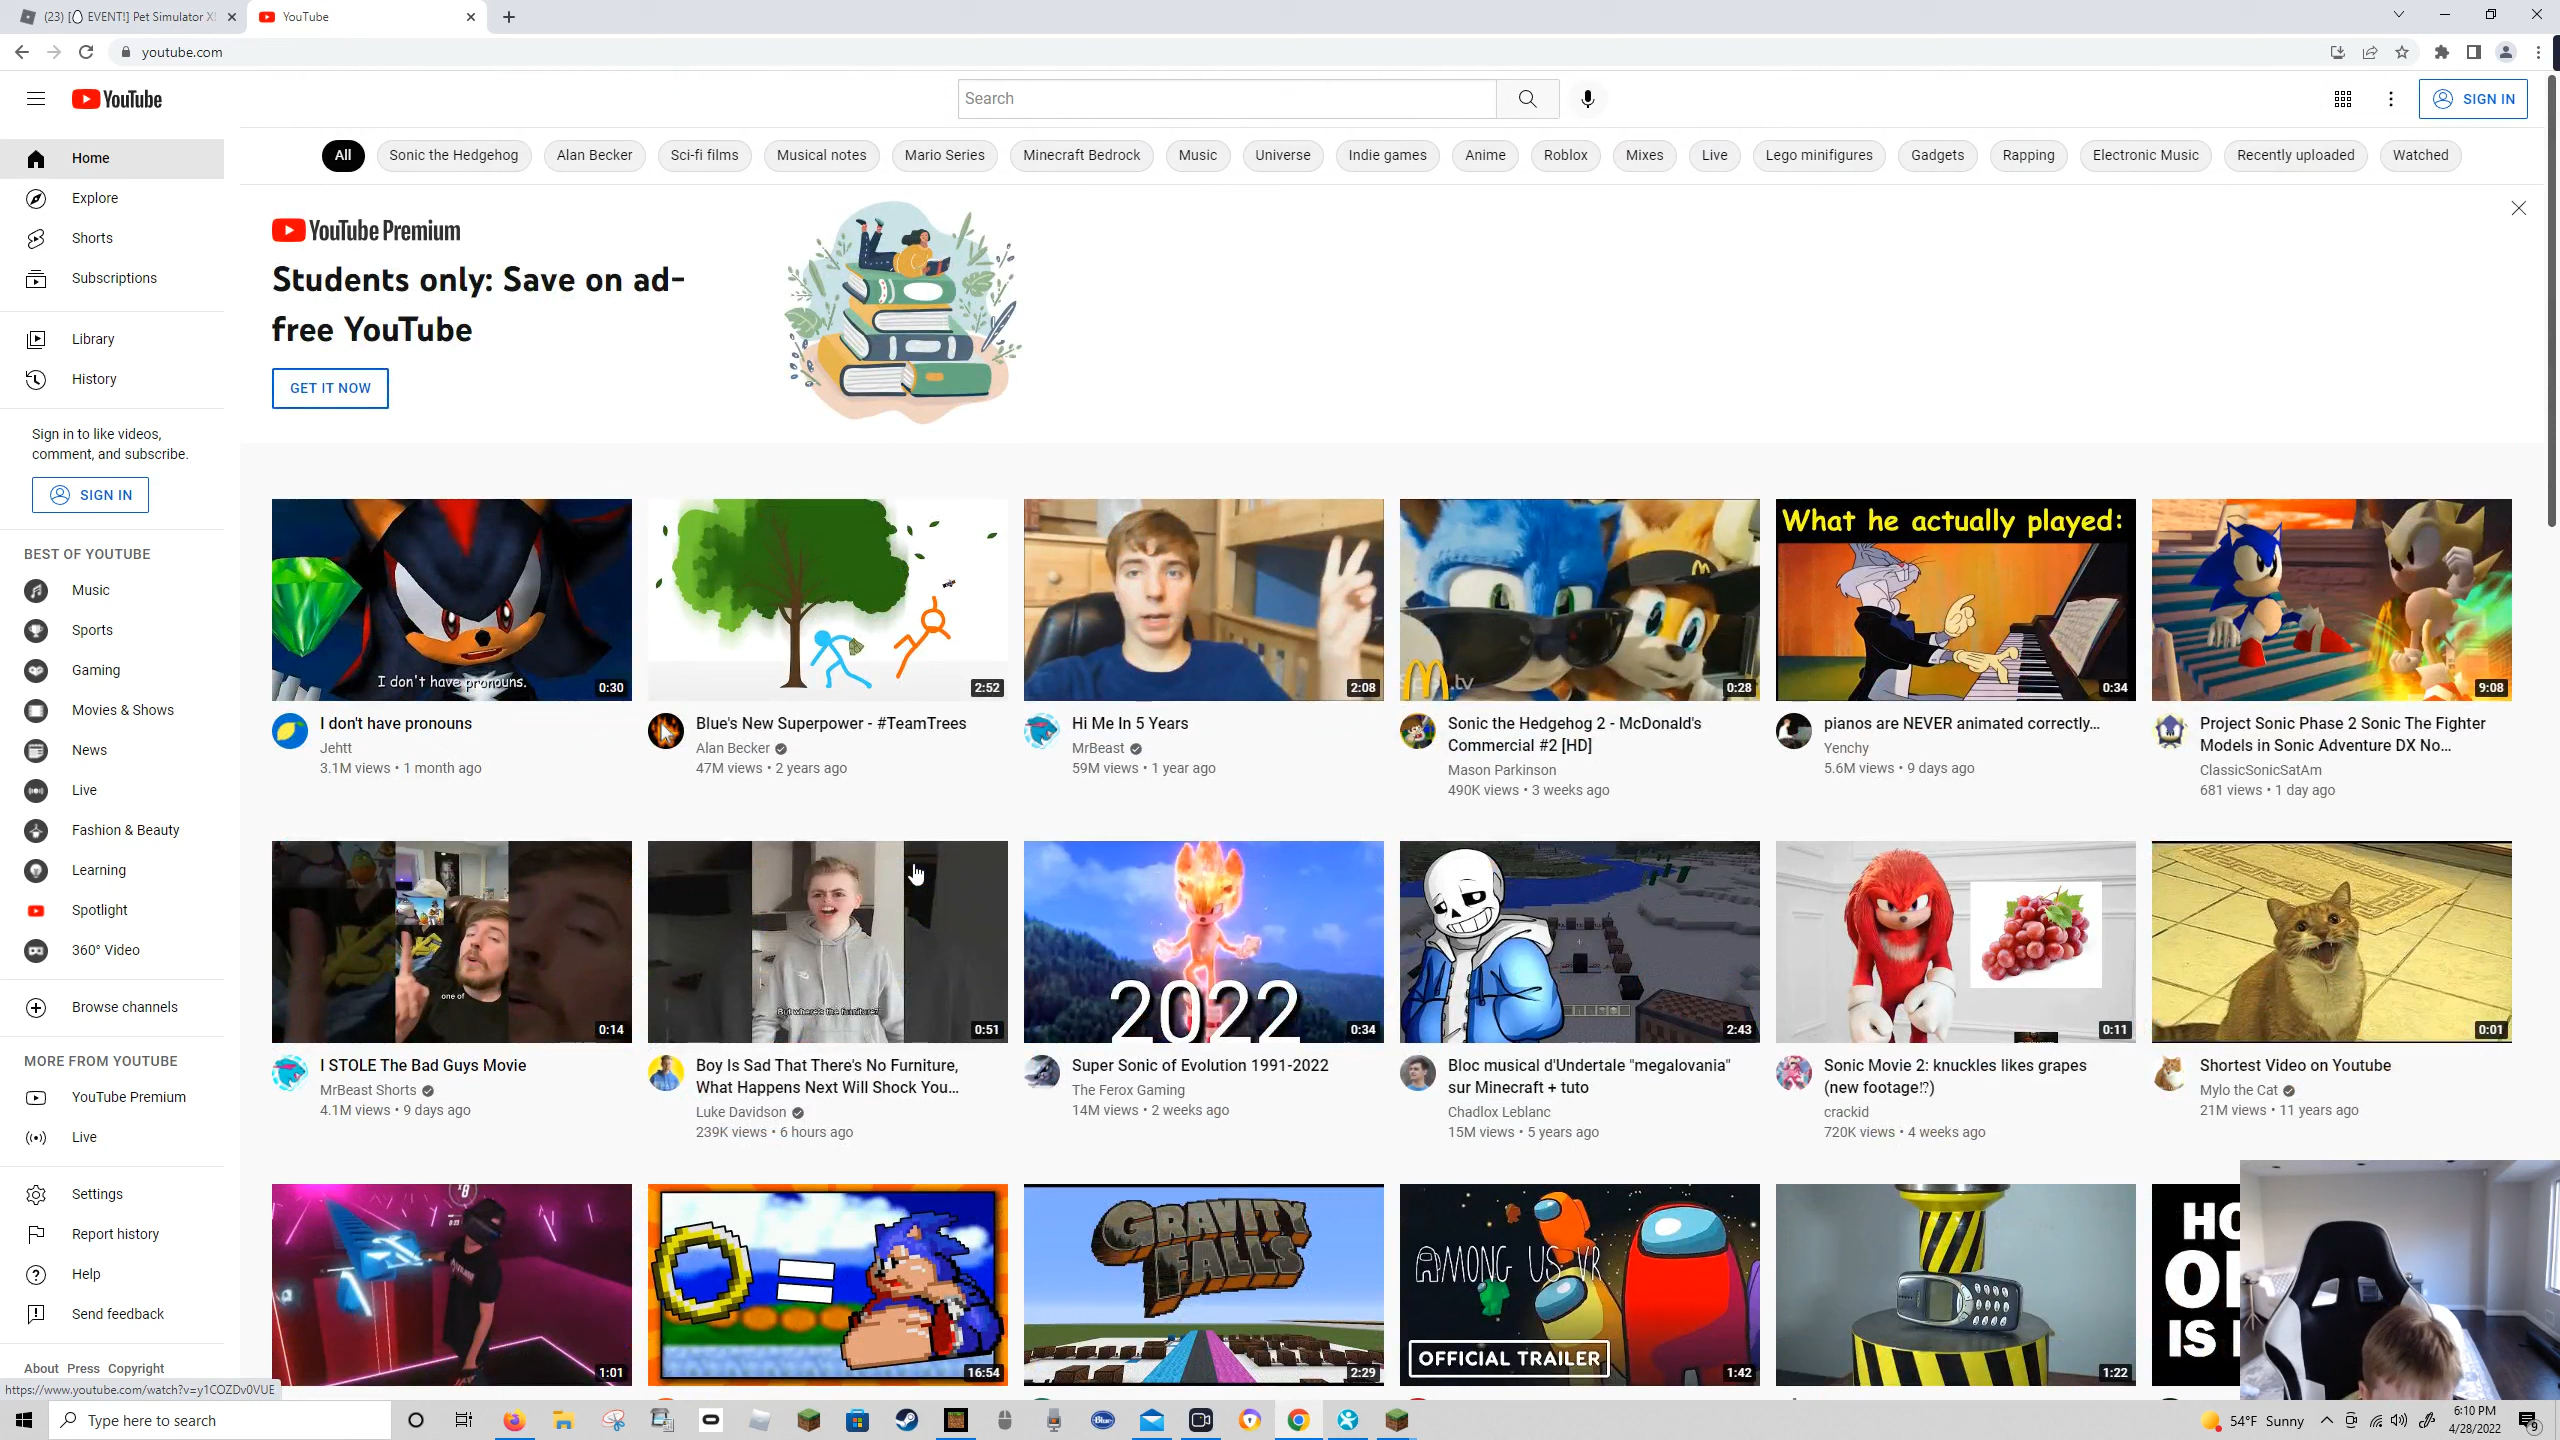 (23) [ EVENT!] Pet Simulator X!
YouTube
youtube.com
YouTube
Search
SIGN IN
All
Sonic the Hedgehog
Alan Becker
Sci-fi films
Musical notes
Mario Series
Minecraft Bedrock
Music
Universe
Indie games
Anime
Roblox
Mixes
Live
Lego minifigures
Gadgets
Rapping
Electronic Music
Recently uploaded
Watched
Home
Explore
Shorts
Subscriptions
Library
History
Sign in to like videos,
comment, and subscribe.
SIGN IN
BEST OF YOUTUBE
Music
Sports
Gaming
Movies & Shows
News
Live
Fashion & Beauty
Learning
Spotlight
360° Video
Browse channels
MORE FROM YOUTUBE
YouTube Premium
Live
Settings
Report history
Help
Send feedback
About Press Copyright
https://www.youtube.com/watch?v=y1COZDv0VUE
YouTube Premium
Students only: Save on ad-
free YouTube
GET IT NOW
I don't have pronouns.
0:30
I don't have pronouns
Jehtt
3.1M views • 1 month ago
2:52
Blue's New Superpower - #TeamTrees
Alan Becker
47M views • 2 years ago
2:08
Hi Me In 5 Years
MrBeast
59M views • 1 year ago
.tv
0:28
Sonic the Hedgehog 2 - McDonald's
Commercial #2 [HD]
Mason Parkinson
490K views • 3 weeks ago
What he actually played:
0:34
pianos are NEVER animated correctly...
Yenchy
5.6M views • 9 days ago
9:08
Project Sonic Phase 2 Sonic The Fighter
Models in Sonic Adventure DX No...
ClassicSonicSatAm
681 views • 1 day ago
one of
0:14
I STOLE The Bad Guys Movie
MrBeast Shorts
4.1M views • 9 days ago
But where's the furniture?
0:51
Boy Is Sad That There's No Furniture,
What Happens Next Will Shock You...
Luke Davidson
239K views • 6 hours ago
2022
0:34
Super Sonic of Evolution 1991-2022
The Ferox Gaming
14M views • 2 weeks ago
2:43
Bloc musical d'Undertale "megalovania"
sur Minecraft + tuto
Chadlox Leblanc
15M views • 5 years ago
0:11
Sonic Movie 2: knuckles likes grapes
(new footage⁉)
crackid
720K views • 4 weeks ago
0:01
Shortest Video on Youtube
Mylo the Cat
21M views • 11 years ago
1:01
16:54
GRAVITY
FALLS
2:29
AMONG US VR
OFFICIAL TRAILER
1:42
1:22
Type here to search
54°F Sunny
6:10 PM
4/28/2022
9